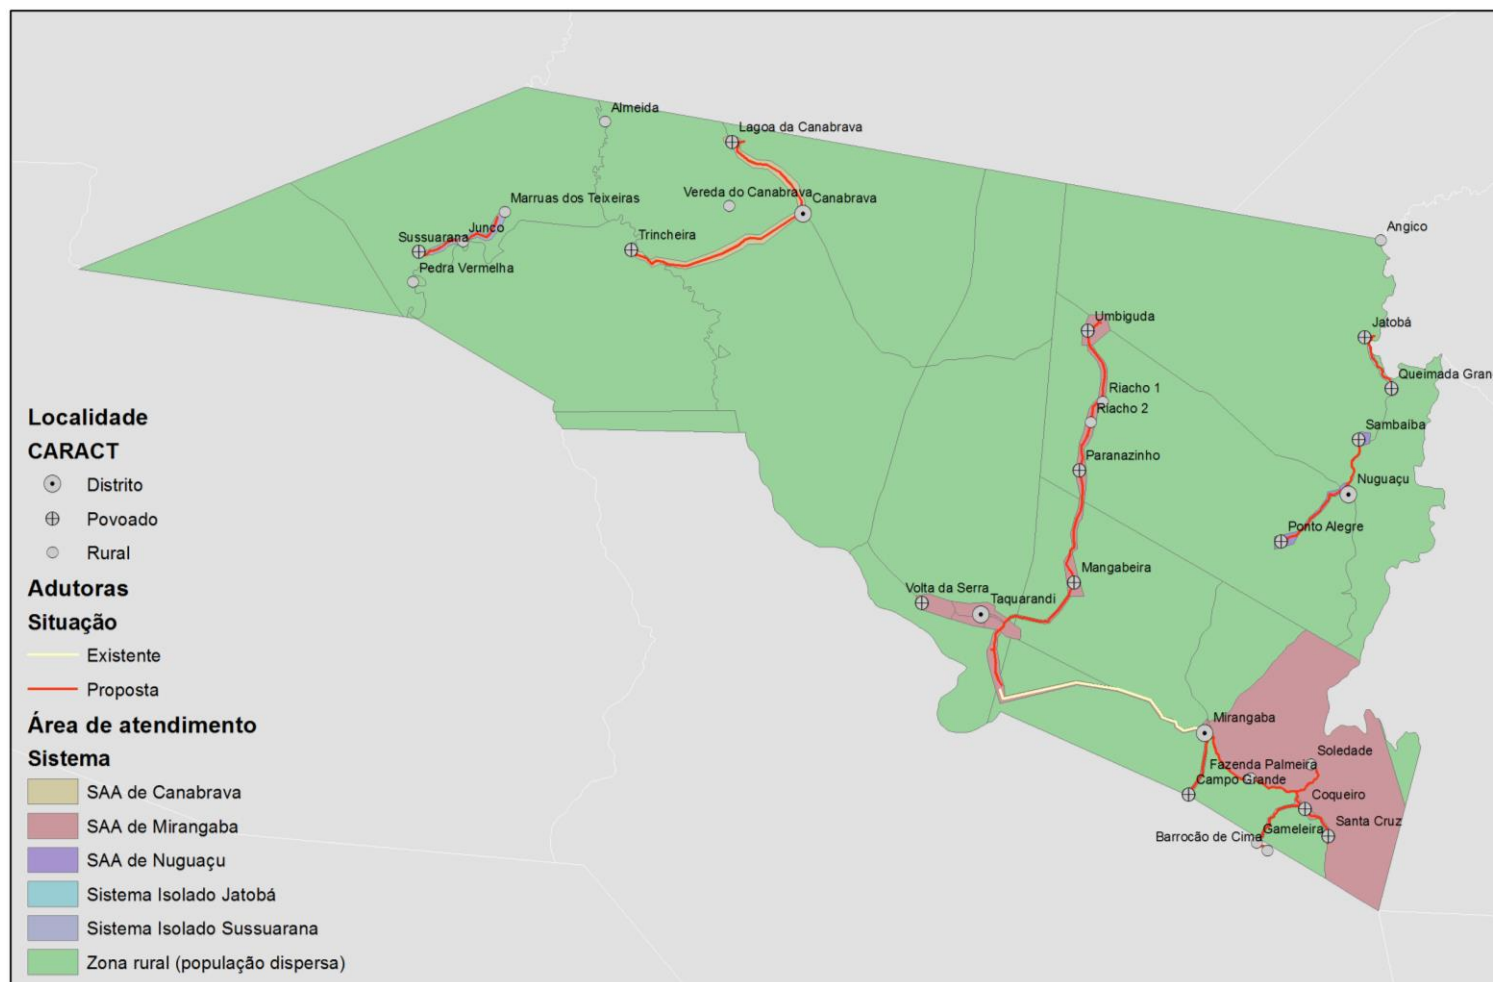 Almeida
Lagoa da Canabrava
Marruas dos Teixeiras
Vereda do Canabrava
Canabrava
Junco
Sussuarana
Trincheira
Angico
Pedra Vermelha
Umbiguda
Jatobá
Queimada Gran
Riacho 1
Riacho 2
Sambaíba
Paranazinho
Nuguaçu
Ponto Alegre
Mangabeira
Volta da Serra
Taquarandi
Mirangaba
Soledade
Fazenda Palmeira
Campo Grande
Coqueiro
Santa Cruz
Gameleira
Barrocão de Cima
Localidade
CARACT
Distrito
Povoado
Rural
Adutoras
Situação
Existente
Proposta
Área de atendimento
Sistema
SAA de Canabrava
SAA de Mirangaba
SAA de Nuguaçu
Sistema Isolado Jatobá
Sistema Isolado Sussuarana
Zona rural (população dispersa)